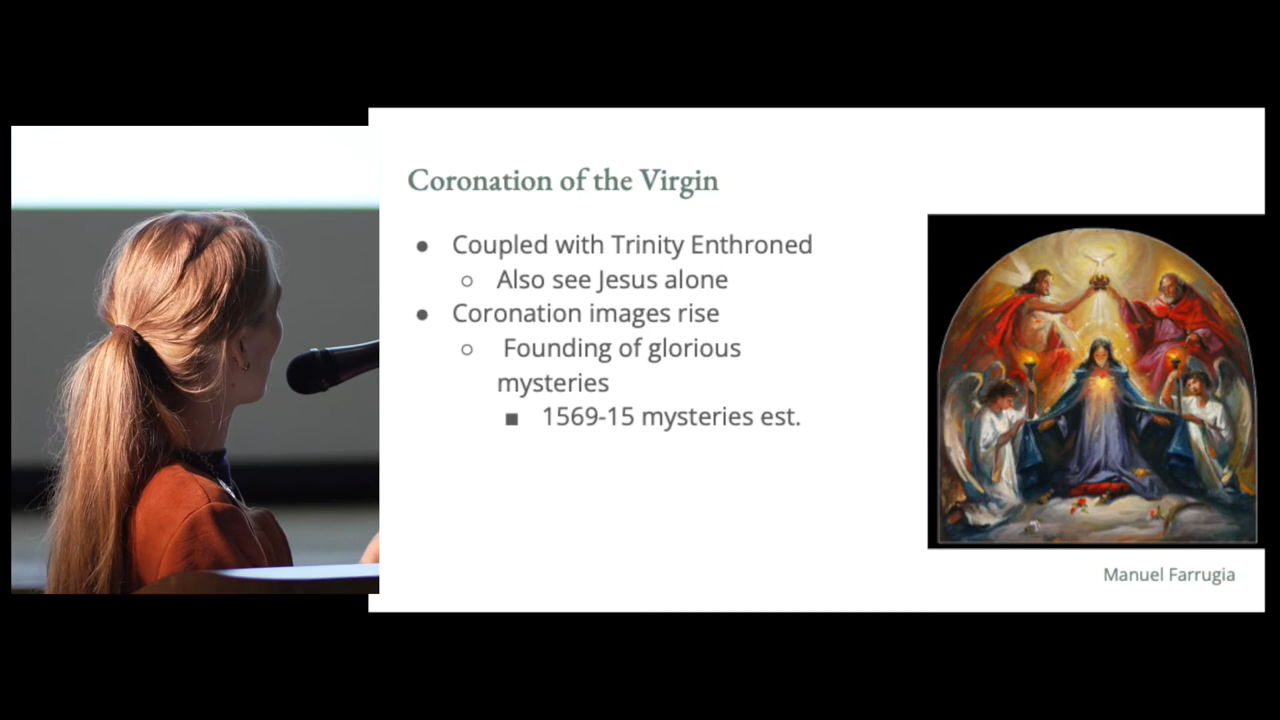 Coronation of the Virgin
● Coupled with Trinity Enthroned
○ Also see Jesus alone
● Coronation images rise
○ Founding of glorious
mysteries
■ 1569-15 mysteries est.
Manuel Farrugia